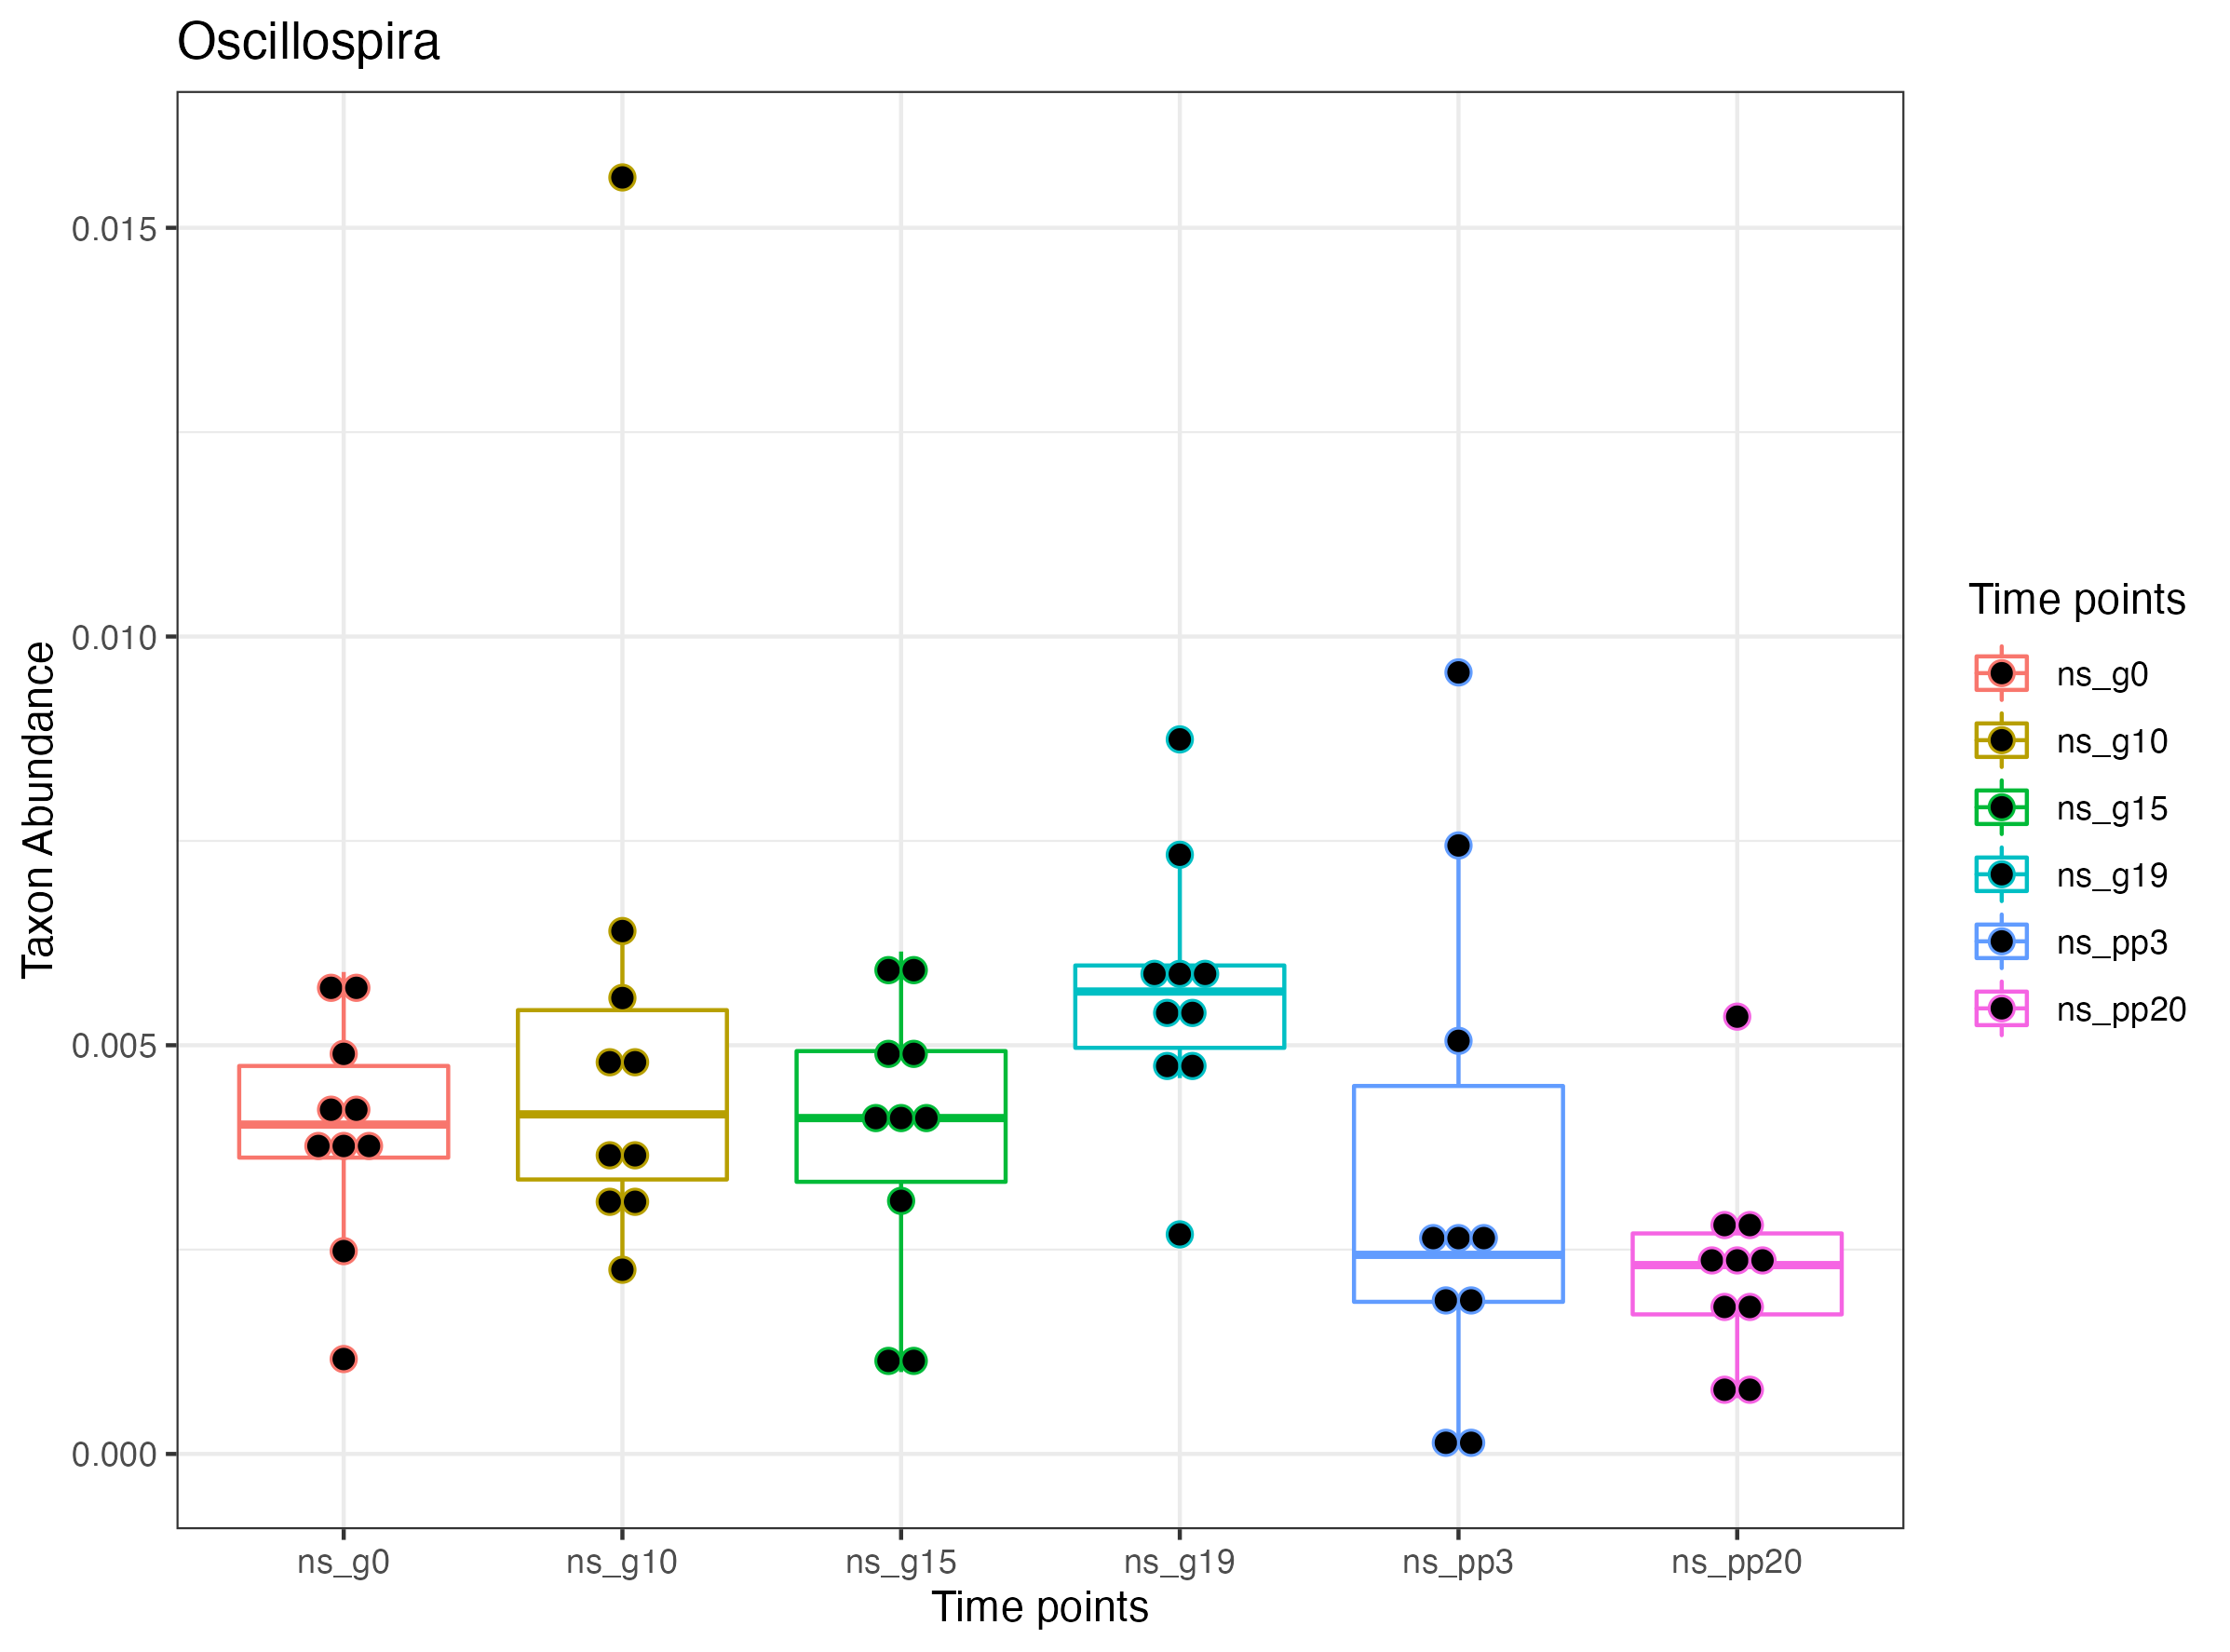 Oscillospira
0.015
0.010
0.005
0.000
Taxon Abundance
ns_g0
ns_g10
ns_g15
ns_g19
ns_pp3
ns_pp20
Time points
Time points
ns_g0
ns_g10
ns_g15
ns_g19
ns_pp3
ns_pp20